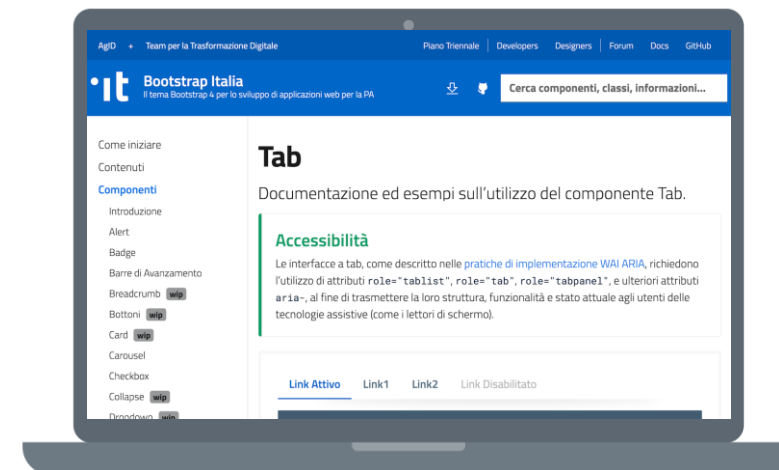 AgID + Team per la Trasformazione Digitale Piano Triennale Developers Designers Forum Docs GitHub
Bootstrap Italia
Il tema Bootstrap 4 per lo sviluppo di applicazioni web per la PA
Cerca componenti, classi, informazioni...
Come iniziare
Contenuti
Componenti
Introduzione
Alert
Badge
Barre di Avanzamento
Breadcrumb wip
Bottoni wip
Card wip
Carousel
Checkbox
Collapse wip
Dropdown wip
Tab
Documentazione ed esempi sull'utilizzo del componente Tab.
Accessibilità
Le interfacce a tab, come descritto nelle pratiche di implementazione WAI ARIA, richiedono
l'utilizzo di attributi role="tablist", role="tab", role="tabpanel", e ulteriori attributi
aria-, al fine di trasmettere la loro struttura, funzionalità e stato attuale agli utenti delle
tecnologie assistive (come i lettori di schermo).
Link Attivo Link1 Link2 Link Disabilitato